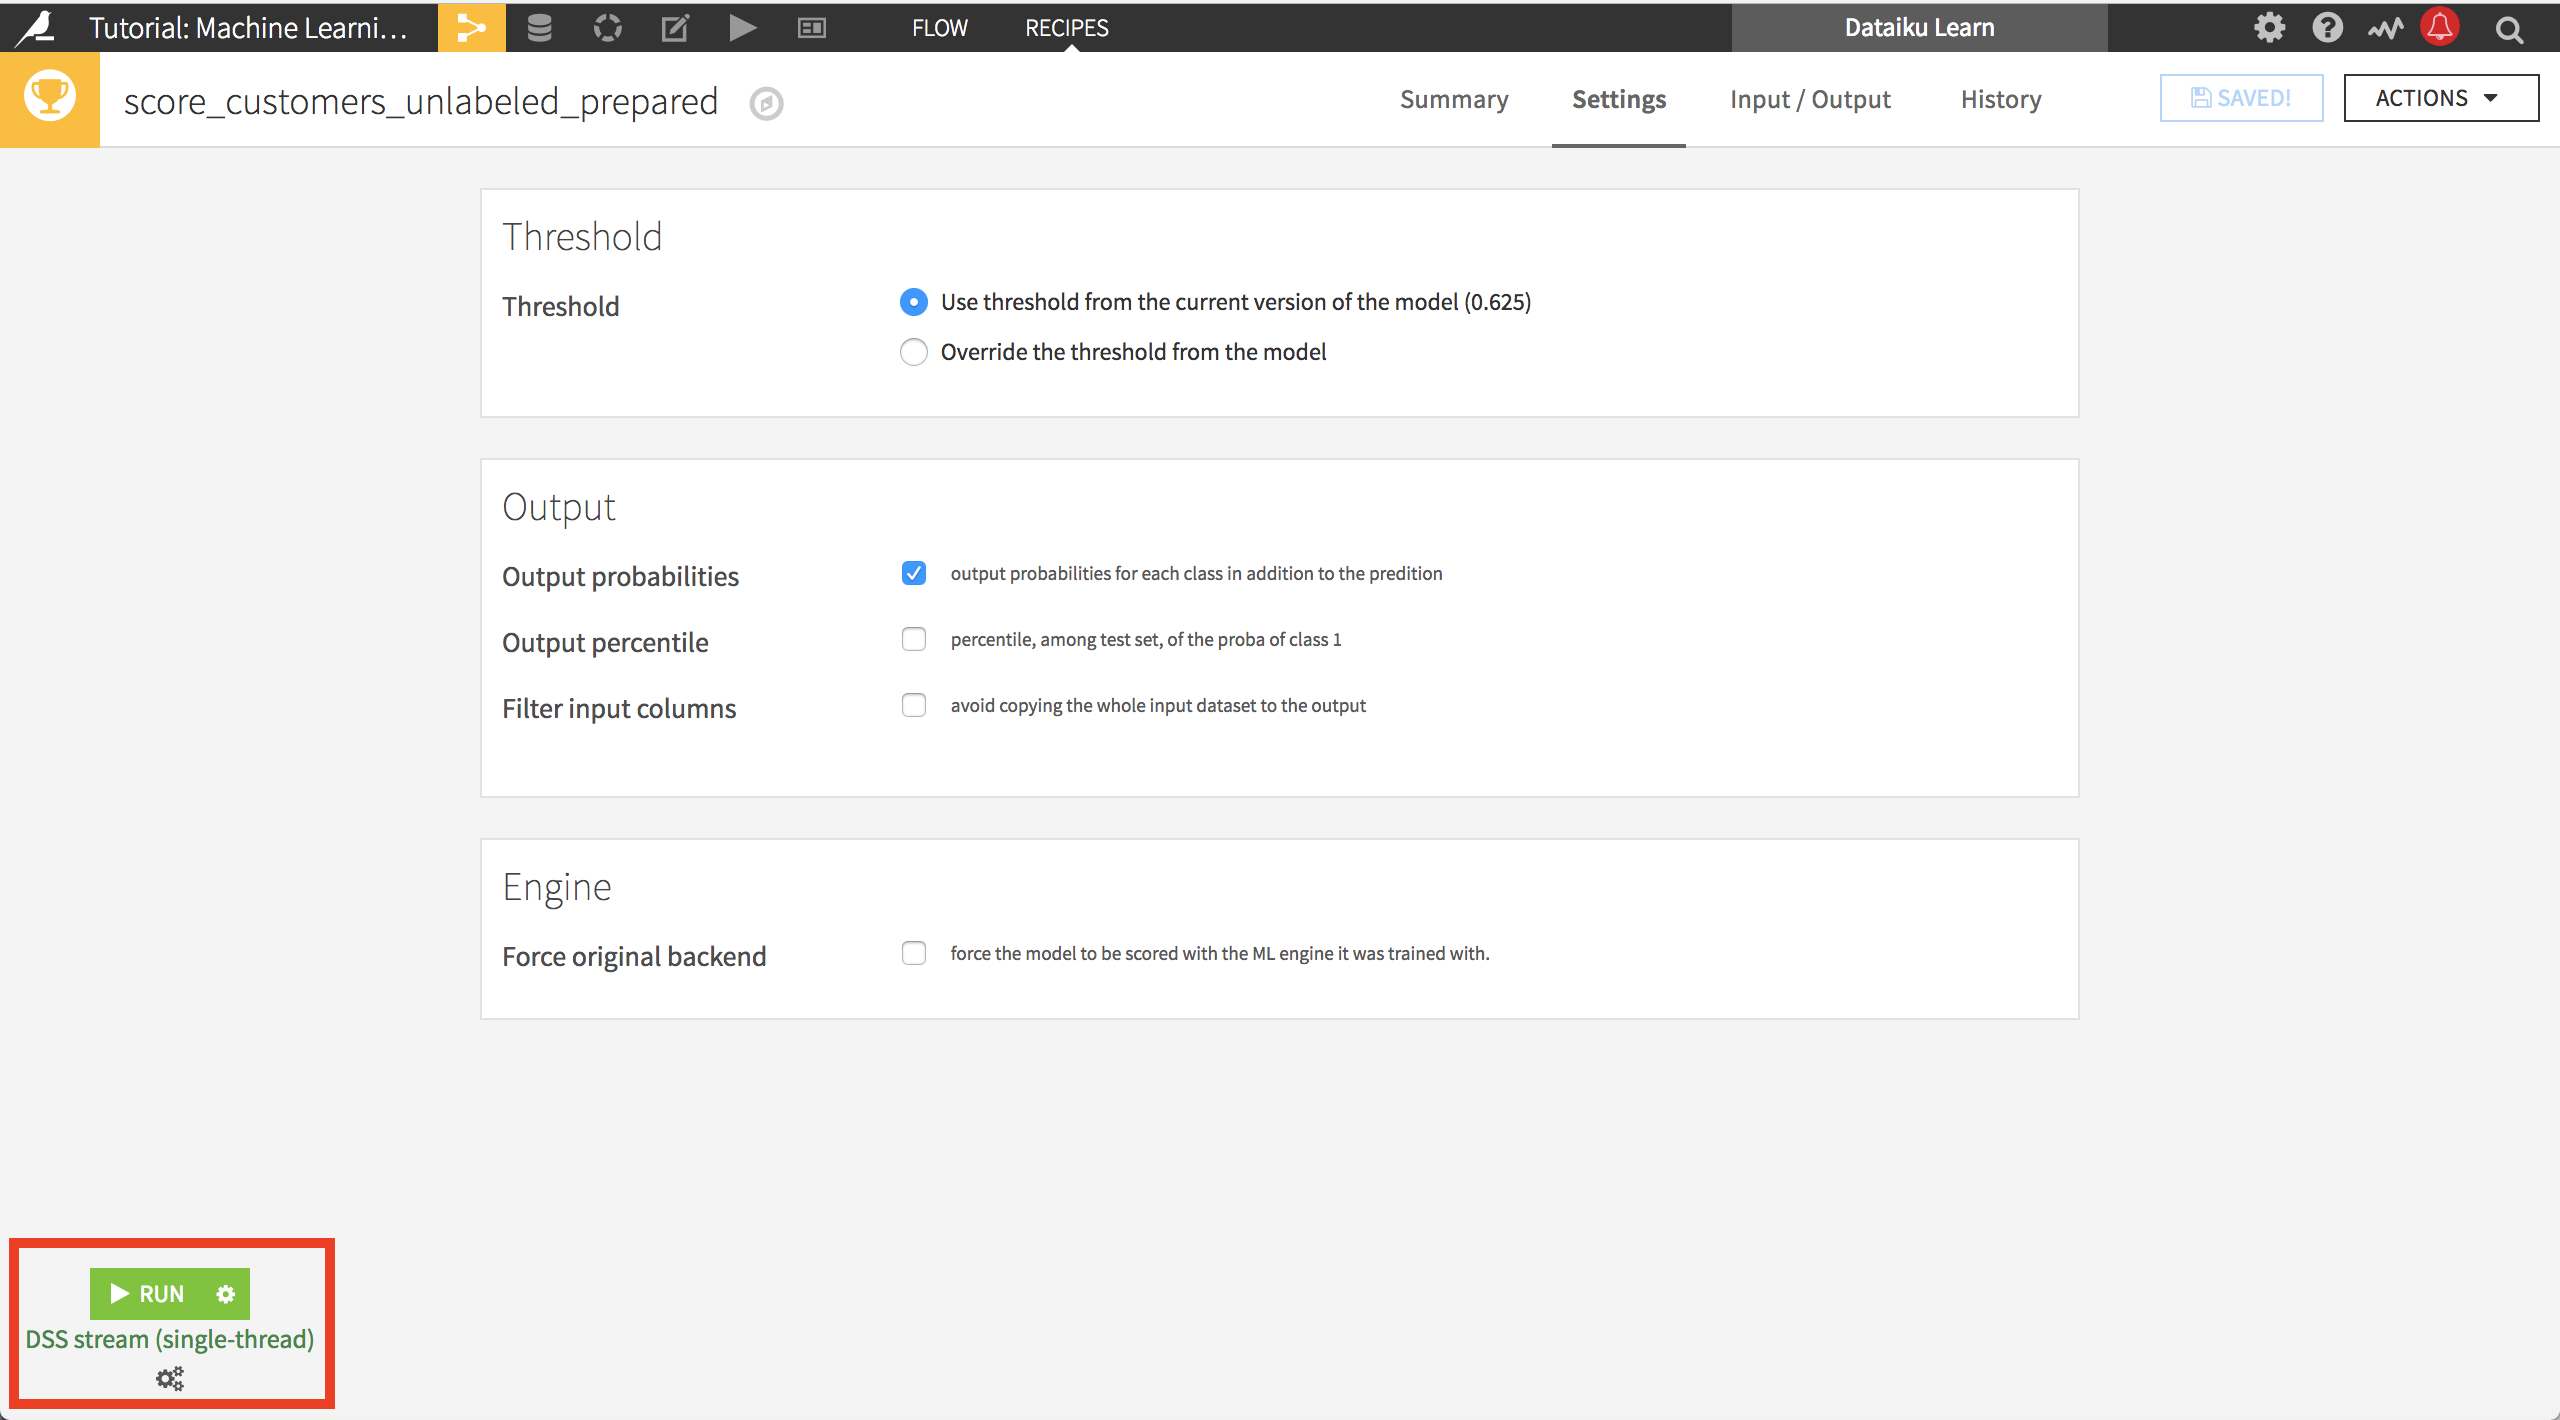 Tutorial: Machine Learni... FLOW RECIPES Dataiku Learn
score_customers_unlabeled_prepared Summary Settings Input / Output History SAVED! ACTIONS
Threshold
Threshold Use threshold from the current version of the model (0.625)
Override the threshold from the model
Output
Output probabilities output probabilities for each class in addition to the predition
Output percentile percentile, among test set, of the proba of class 1
Filter input columns avoid copying the whole input dataset to the output
Engine
Force original backend force the model to be scored with the ML engine it was trained with.
RUN
DSS stream (single-thread)